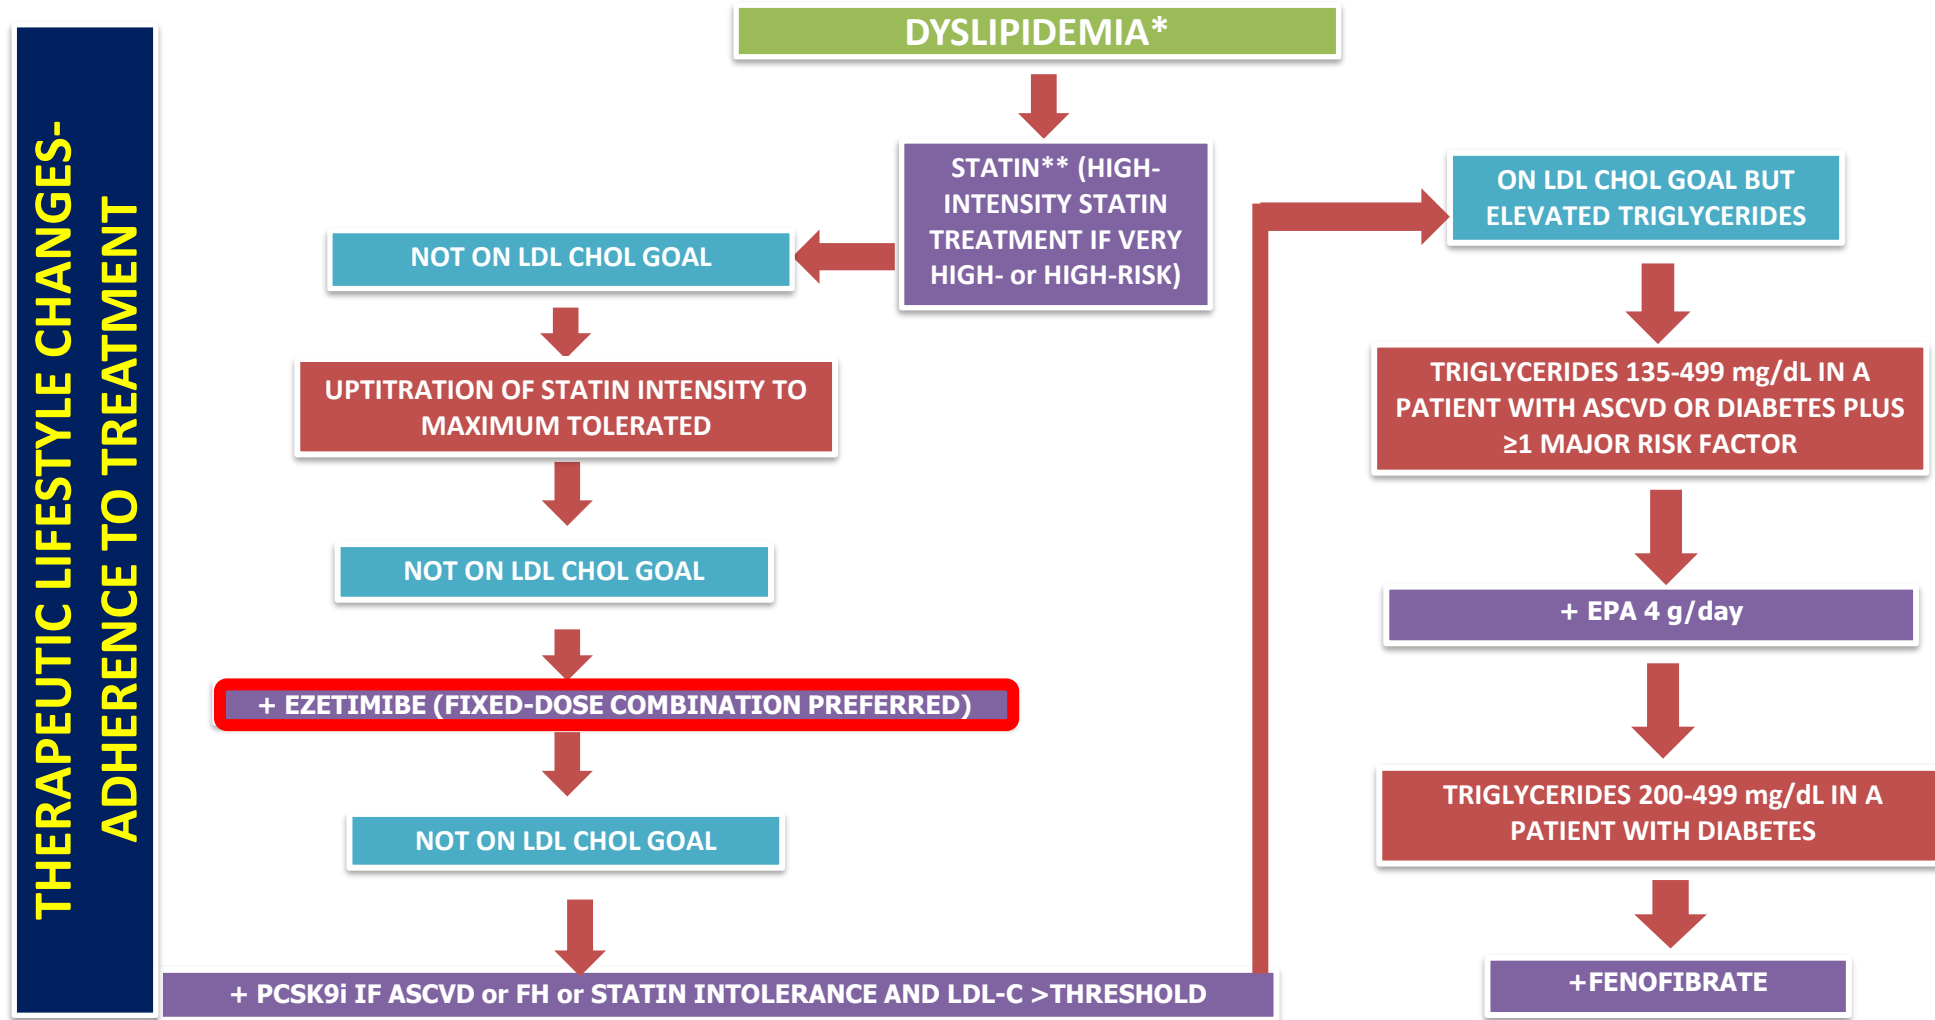 THERAPEUTIC LIFESTYLE CHANGES-
ADHERENCE TO TREATMENT
DYSLIPIDEMIA*
STATIN** (HIGH-
INTENSITY STATIN
TREATMENT IF VERY
HIGH- or HIGH-RISK)
NOT ON LDL CHOL GOAL
UPTITRATION OF STATIN INTENSITY TO
MAXIMUM TOLERATED
NOT ON LDL CHOL GOAL
+ EZETIMIBE (FIXED-DOSE COMBINATION PREFERRED)
NOT ON LDL CHOL GOAL
+ PCSK9i IF ASCVD or FH or STATIN INTOLERANCE AND LDL-C >THRESHOLD
ON LDL CHOL GOAL BUT
ELEVATED TRIGLYCERIDES
TRIGLYCERIDES 135-499 mg/dL IN A
PATIENT WITH ASCVD OR DIABETES PLUS
≥1 MAJOR RISK FACTOR
+ EPA 4 g/day
TRIGLYCERIDES 200-499 mg/dL IN A
PATIENT WITH DIABETES
+FENOFIBRATE